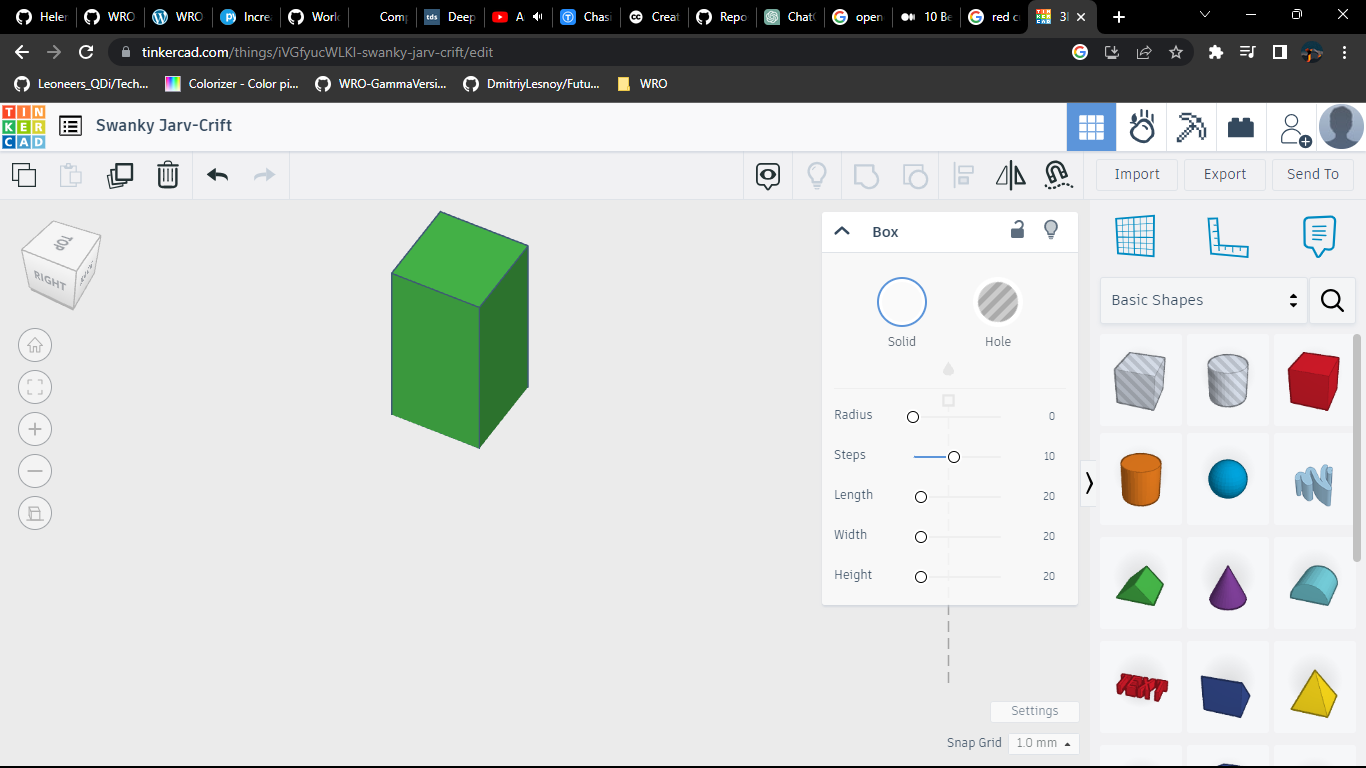 Heler WRO WRO Incre Work Comp Deep A Chasi Creat Repo Chat open 10 Be red c 3
tinkercad.com/things/iVGfyucWLKI-swanky-jarv-crift/edit
Leoneers_QDi/Tech... Colorizer - Color pi... WRO-GammaVersi... DmitriyLesnoy/Futu... WRO
TIN
KER
CAD
Swanky Jarv-Crift
Import Export Send To
TOP
RIGHT
BACK
Box
Solid Hole
Radius 0
Steps 10
Length 20
Width 20
Height 20
Settings
Snap Grid 1.0 mm
Basic Shapes
TEXT